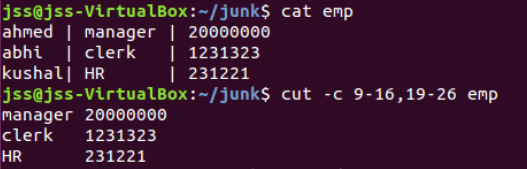 jss@jss-VirtualBox:~/junk$ cat emp
ahmed | manager | 20000000
abhi  | clerk   | 1231323
kushal| HR      | 231221
jss@jss-VirtualBox:~/junk$ cut -c 9-16,19-26 emp
manager 20000000
clerk   1231323
HR      231221